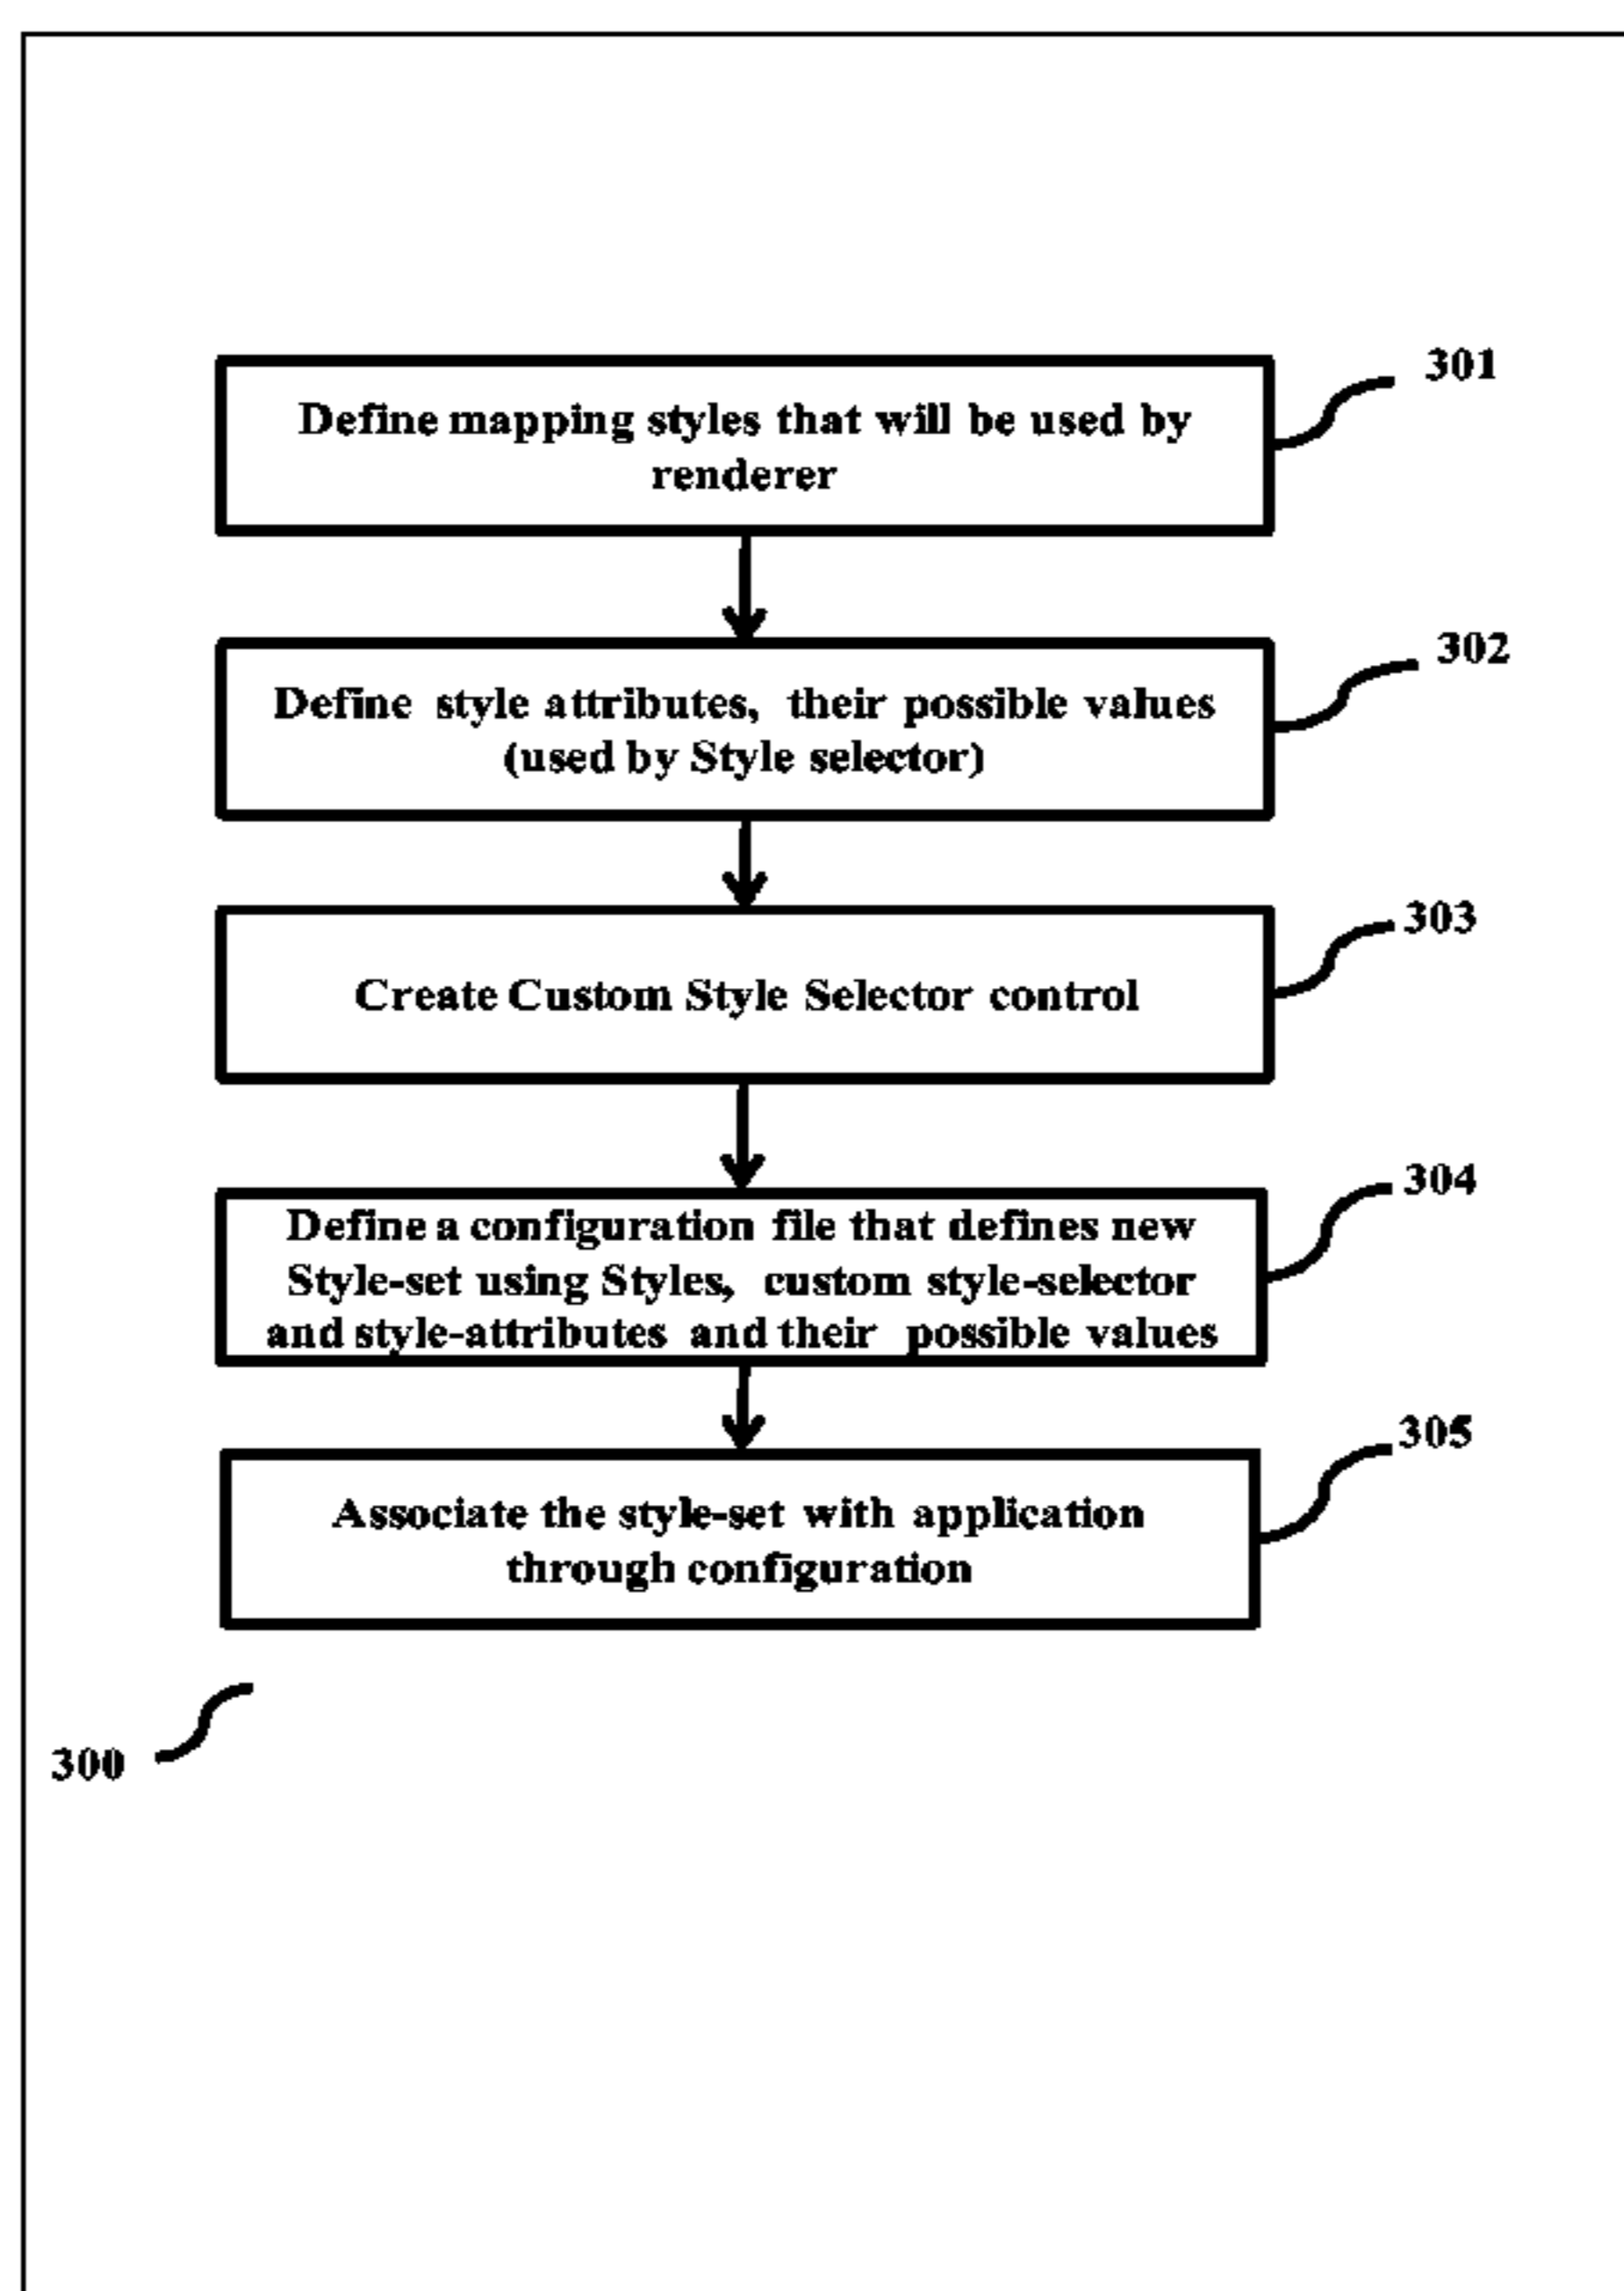 301
Define mapping styles that will be used by
renderer
302
Define style attributes, their possible values
(used by Style selector)
303
Create Custom Style Selector control
304
Define a configuration file that defines new
Style-set using Styles, custom style-selector
and style-attributes and their possible values
305
Associate the style-set with application
through configuration
300